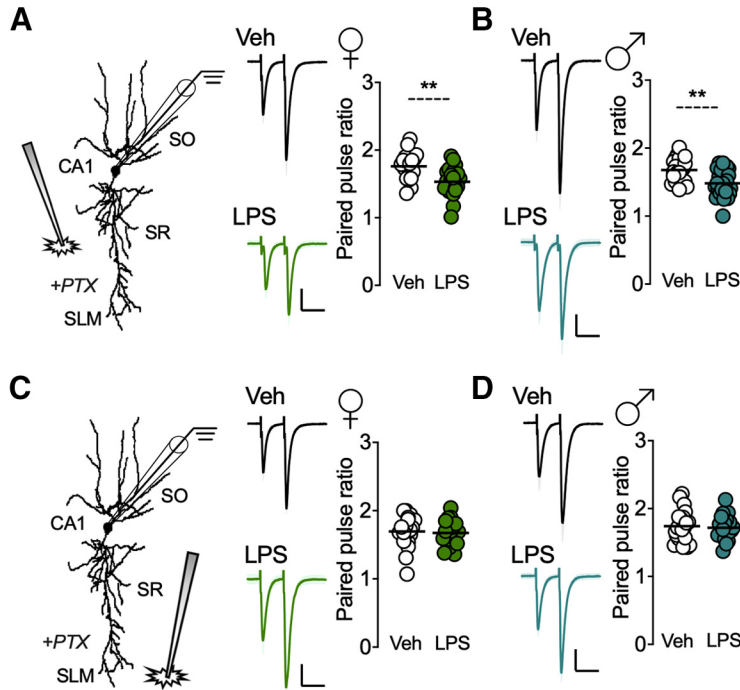 A
Veh
♀
SO
CA1
SR
+PTX
SLM
LPS
Paired pulse ratio
3
2
1
0
**
Veh LPS
B
Veh
♂
LPS
Paired pulse ratio
3
2
1
0
**
Veh LPS
C
Veh
♀
SO
CA1
SR
+PTX
SLM
LPS
Paired pulse ratio
3
2
1
0
Veh LPS
D
Veh
♂
LPS
Paired pulse ratio
3
2
1
0
Veh LPS